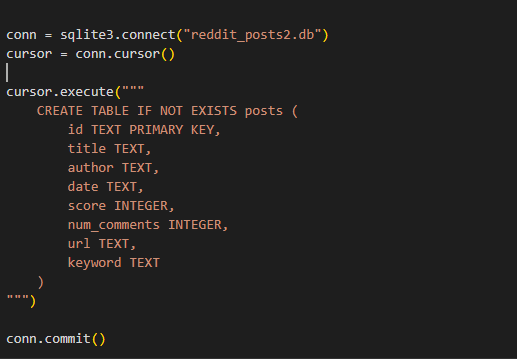 conn = sqlite3.connect("reddit_posts2.db")
cursor = conn.cursor()

cursor.execute("""
    CREATE TABLE IF NOT EXISTS posts (
        id TEXT PRIMARY KEY,
        title TEXT,
        author TEXT,
        date TEXT,
        score INTEGER,
        num_comments INTEGER,
        url TEXT,
        keyword TEXT
    )
""")

conn.commit()